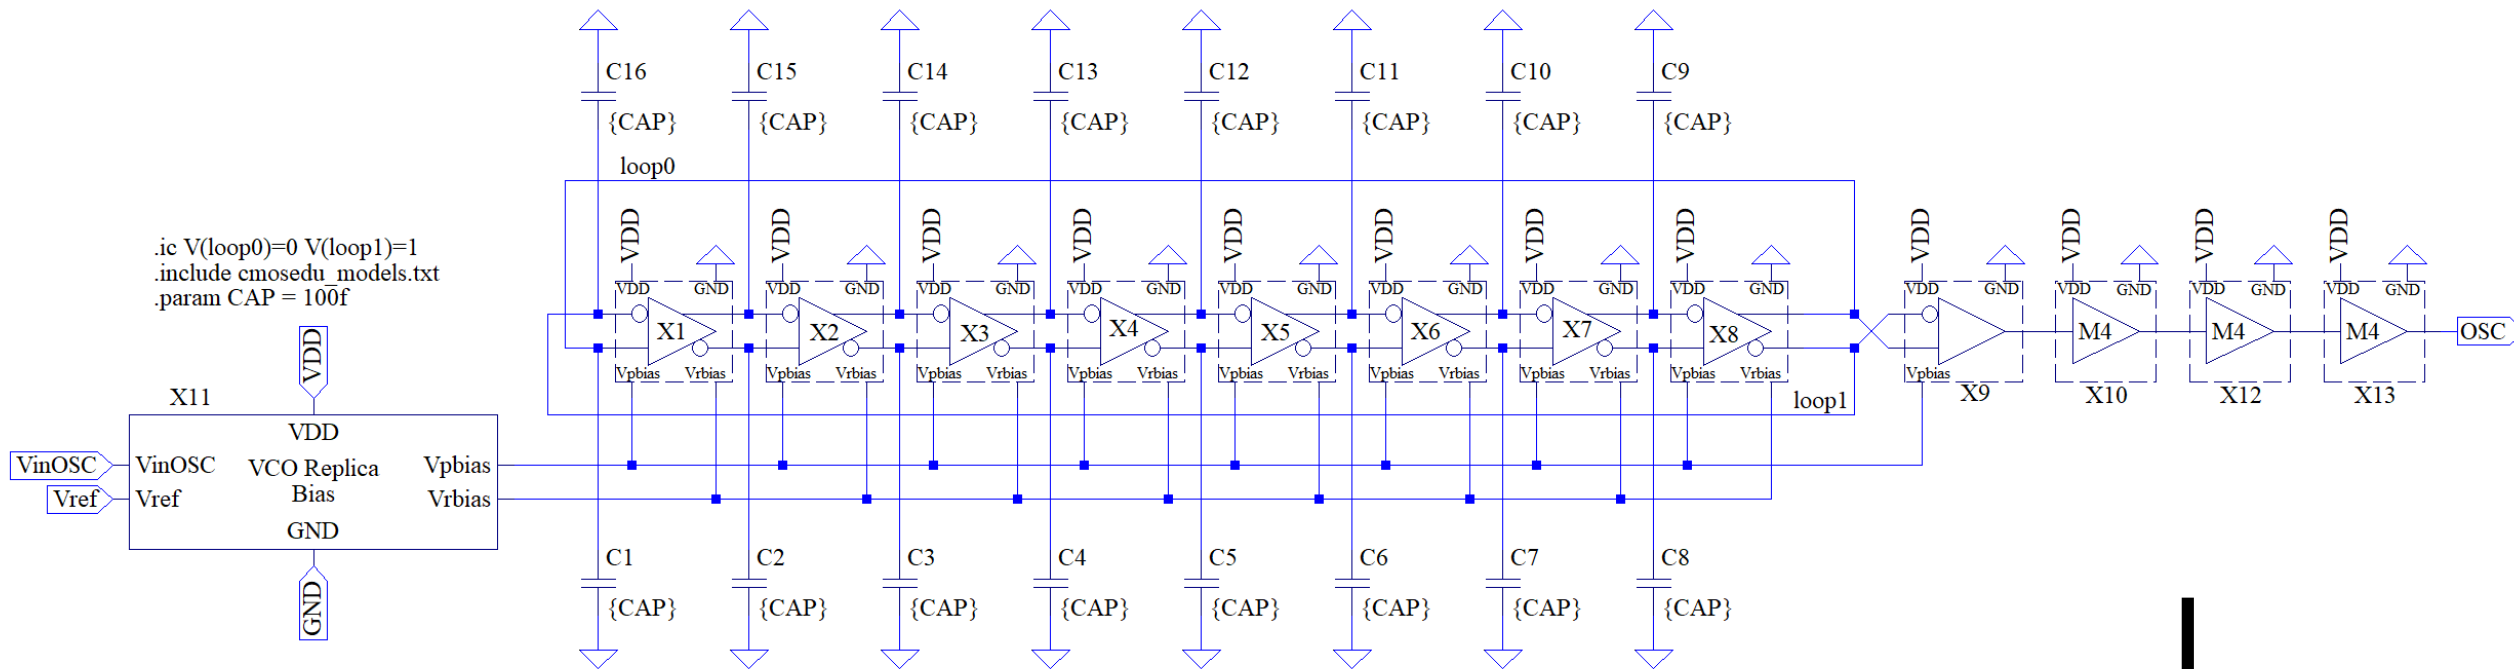 C16
C15
C14
C13
C12
C11
C10
C9
{CAP}
{CAP}
{CAP}
{CAP}
{CAP}
{CAP}
{CAP}
{CAP}
loop0
.ic V(loop0)=0 V(loop1)=1
.include cmosedu_models.txt
.param CAP = 100f
VDD
VDD
VDD
VDD
VDD
VDD
VDD
VDD
VDD
VDD
VDD
VDD
VDD GND
VDD GND
VDD GND
VDD GND
VDD GND
VDD GND
VDD GND
VDD GND
VDD GND
VDD GND
VDD GND
VDD GND
X1
X2
X3
X4
X5
X6
X7
X8
M4
M4
M4
OSC
Vpbias Vrbias
Vpbias Vrbias
Vpbias Vrbias
Vpbias Vrbias
Vpbias Vrbias
Vpbias Vrbias
Vpbias Vrbias
Vpbias Vrbias
Vpbias
X9
X10
X12
X13
loop1
VDD
X11
VDD
VinOSC
VinOSC
VCO Replica
Bias
Vpbias
Vref
Vref
Vrbias
GND
GND
C1
C2
C3
C4
C5
C6
C7
C8
{CAP}
{CAP}
{CAP}
{CAP}
{CAP}
{CAP}
{CAP}
{CAP}